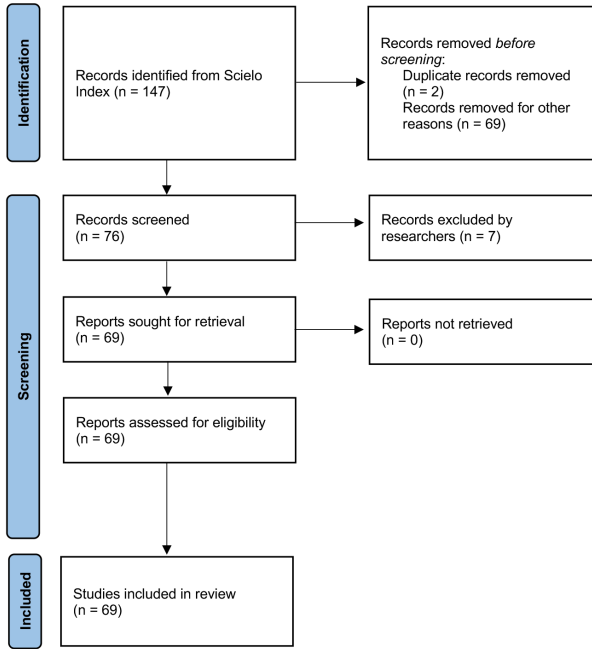 Identification
Records identified from Scielo
Index (n = 147)
Records removed before
screening:
Duplicate records removed
(n = 2)
Records removed for other
reasons (n = 69)
Screening
Records screened
(n = 76)
Records excluded by
researchers (n = 7)
Reports sought for retrieval
(n = 69)
Reports not retrieved
(n = 0)
Reports assessed for eligibility
(n = 69)
Included
Studies included in review
(n = 69)